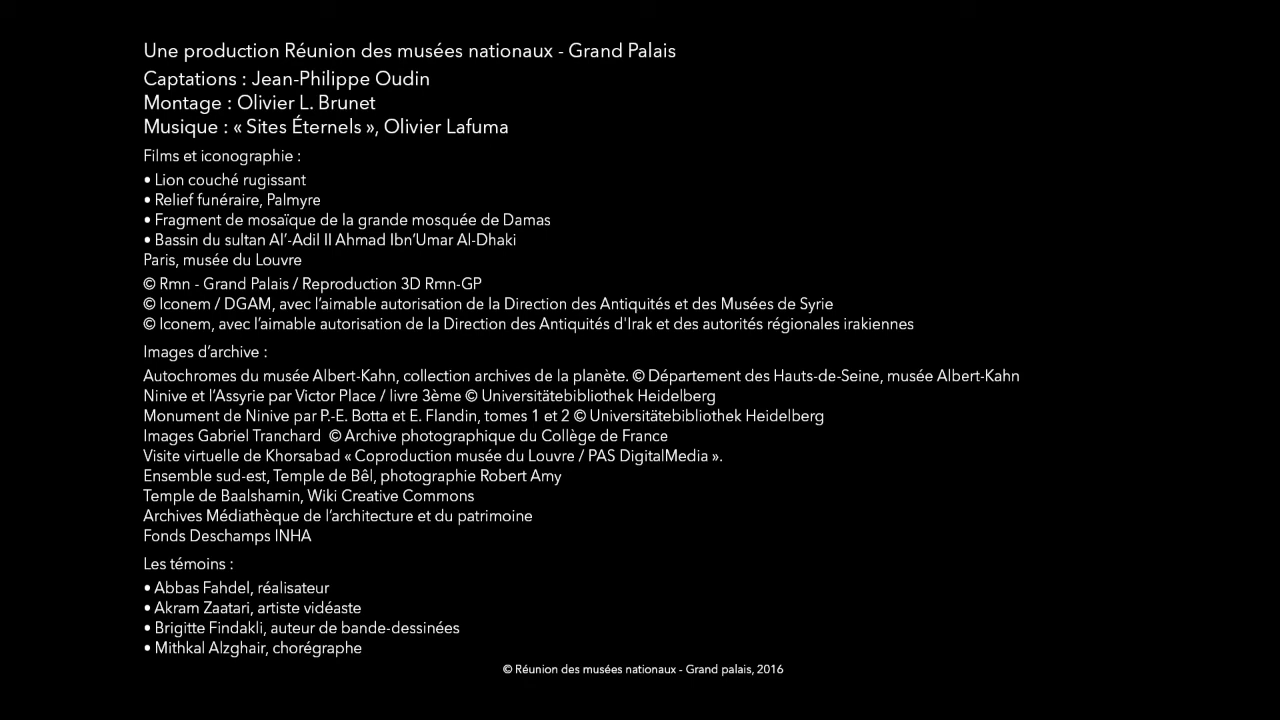 Une production Réunion des musées nationaux - Grand Palais
Captations : Jean-Philippe Oudin
Montage : Olivier L. Brunet
Musique : « Sites Éternels », Olivier Lafuma
Films et iconographie :
• Lion couché rugissant
• Relief funéraire, Palmyre
• Fragment de mosaïque de la grande mosquée de Damas
• Bassin du sultan Al’-Adil II Ahmad Ibn’Umar Al-Dhaki
Paris, musée du Louvre
© Rmn - Grand Palais / Reproduction 3D Rmn-GP
© Iconem / DGAM, avec l’aimable autorisation de la Direction des Antiquités et des Musées de Syrie
© Iconem, avec l’aimable autorisation de la Direction des Antiquités d'Irak et des autorités régionales irakiennes
Images d’archive :
Autochromes du musée Albert-Kahn, collection archives de la planète. © Département des Hauts-de-Seine, musée Albert-Kahn
Ninive et l’Assyrie par Victor Place / livre 3ème © Universitätebibliothek Heidelberg
Monument de Ninive par P.-E. Botta et E. Flandin, tomes 1 et 2 © Universitätebibliothek Heidelberg
Images Gabriel Tranchard © Archive photographique du Collège de France
Visite virtuelle de Khorsabad « Coproduction musée du Louvre / PAS DigitalMedia ».
Ensemble sud-est, Temple de Bêl, photographie Robert Amy
Temple de Baalshamin, Wiki Creative Commons
Archives Médiathèque de l’architecture et du patrimoine
Fonds Deschamps INHA
Les témoins :
• Abbas Fahdel, réalisateur
• Akram Zaatari, artiste vidéaste
• Brigitte Findakli, auteur de bande-dessinées
• Mithkal Alzghair, chorégraphe
© Réunion des musées nationaux - Grand palais, 2016